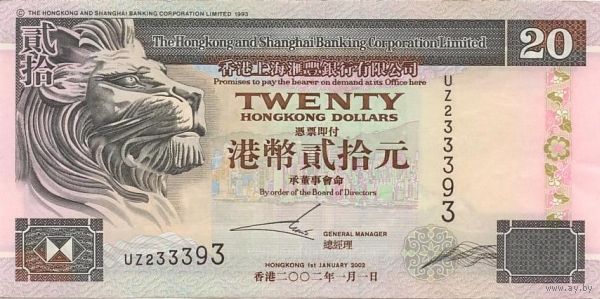 © THE HONGKONG AND SHANGHAI BANKING CORPORATION LIMITED 1993
貳拾
The Hongkong and Shanghai Banking Corporation Limited
20
香港上海滙豐銀行有限公司
Promises to pay the bearer on demand at its Office here
TWENTY
HONGKONG DOLLARS
憑票即付
港幣貳拾元
承董事會命
By order of the Board of Directors
UZ233393
GENERAL MANAGER
總經理
UZ233393
HONGKONG 1st JANUARY 2002
香港二〇〇二年一月一日
www.ay.by